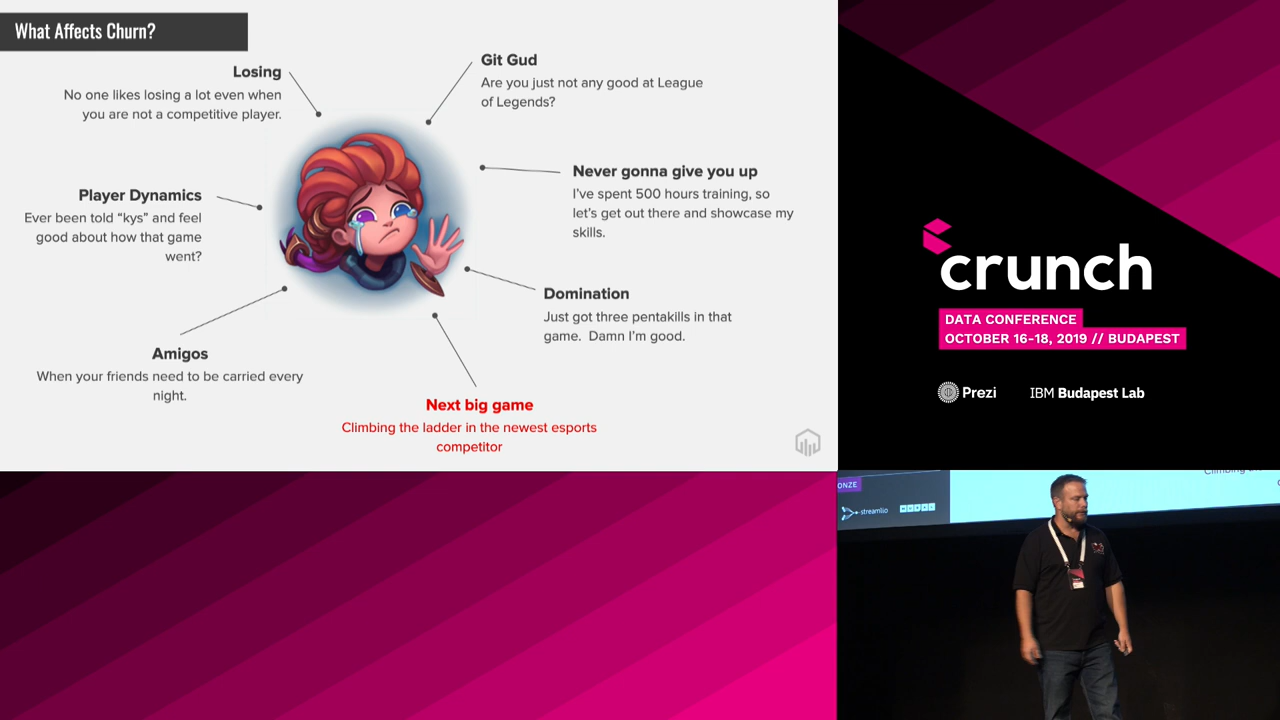 What Affects Churn?
Losing
No one likes losing a lot even when
you are not a competitive player.
Git Gud
Are you just not any good at League
of Legends?
Player Dynamics
Ever been told “kys” and feel
good about how that game
went?
Never gonna give you up
I’ve spent 500 hours training, so
let’s get out there and showcase my
skills.
Amigos
When your friends need to be carried every
night.
Domination
Just got three pentakills in that
game.  Damn I’m good.
Next big game
Climbing the ladder in the newest esports
competitor
crunch
DATA CONFERENCE
OCTOBER 16-18, 2019 // BUDAPEST
Prezi
IBM Budapest Lab
ONZE
streamlio